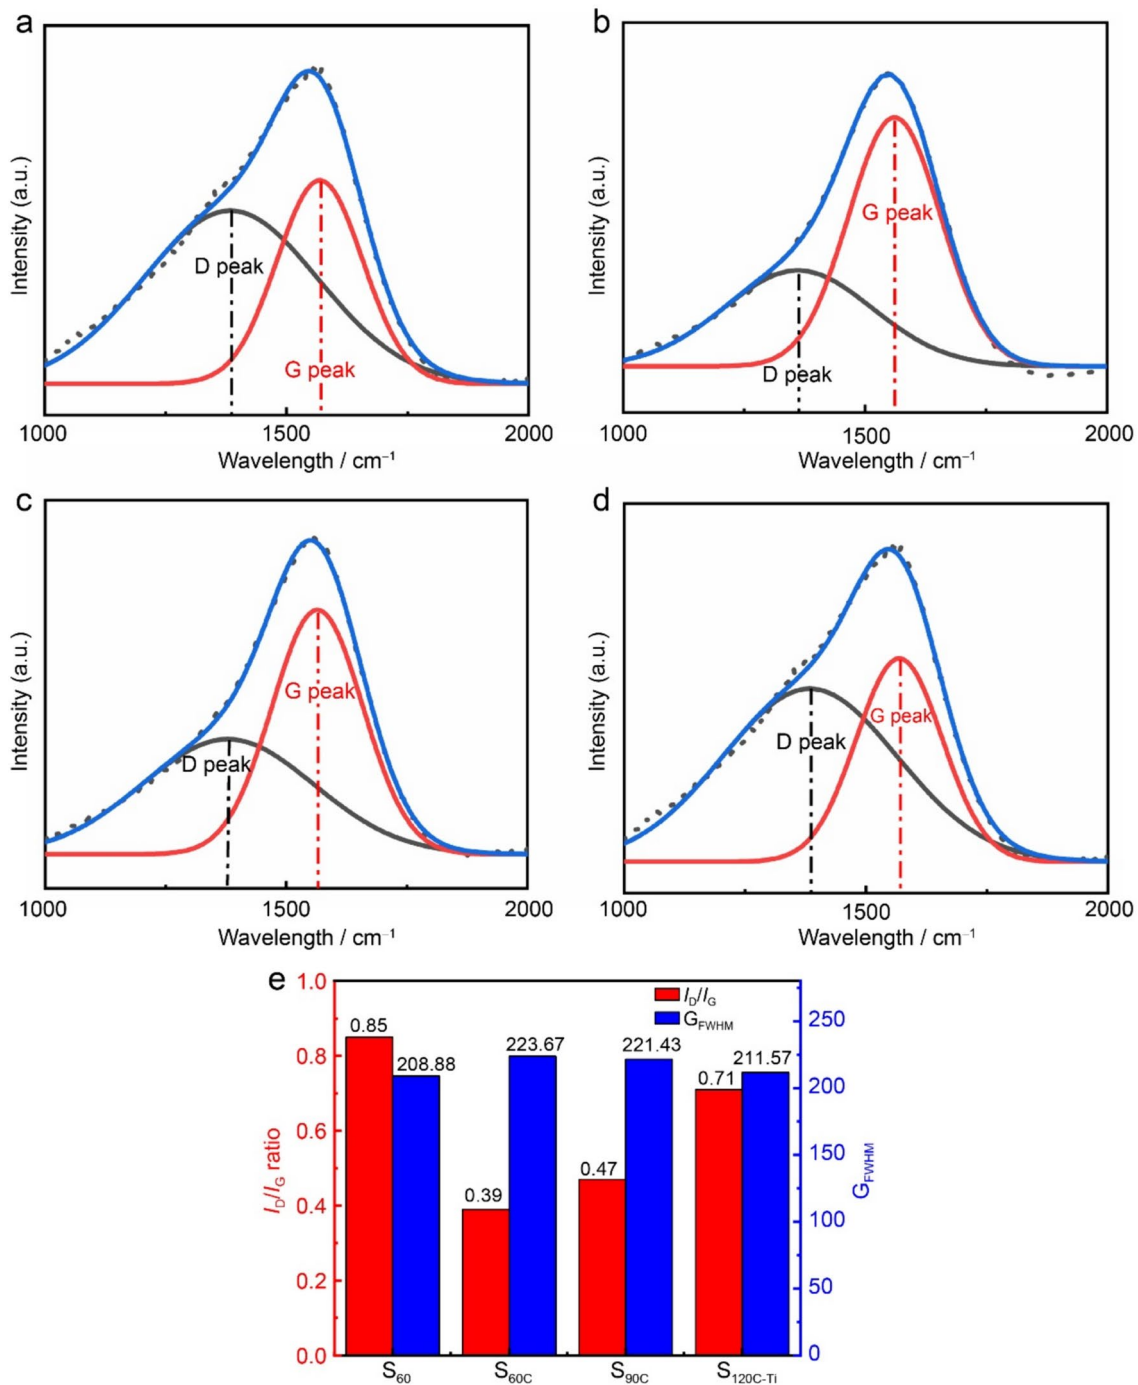 a
Intensity (a.u.)
D peak
G peak
1000 1500 2000
Wavelength / cm⁻¹
b
Intensity (a.u.)
G peak
D peak
1000 1500 2000
Wavelength / cm⁻¹
c
Intensity (a.u.)
G peak
D peak
1000 1500 2000
Wavelength / cm⁻¹
d
Intensity (a.u.)
G peak
D peak
1000 1500 2000
Wavelength / cm⁻¹
e
I_D/I_G ratio
1.0
0.8
0.6
0.4
0.2
0.0
I_D/I_G
G_FWHM
0.85
208.88
0.39
223.67
0.47
221.43
0.71
211.57
250
200
150
100
50
0
G_FWHM
S₆₀ S_60C S_90C S_120C-Ti